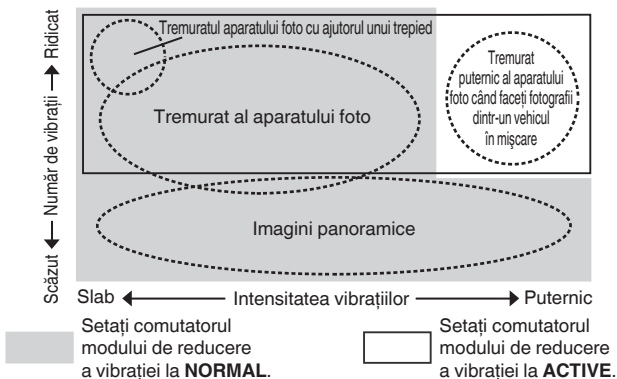 Tremuratul aparatului foto cu ajutorul unui trepied
Tremurat
puternic al aparatului
foto când faceți fotografii
dintr-un vehicul
în mișcare
Tremurat al aparatului foto
Imagini panoramice
Scăzut ← Număr de vibrații → Ridicat
Slab ← Intensitatea vibrațiilor → Puternic
Setați comutatorul
modului de reducere
a vibrației la NORMAL.
Setați comutatorul
modului de reducere
a vibrației la ACTIVE.